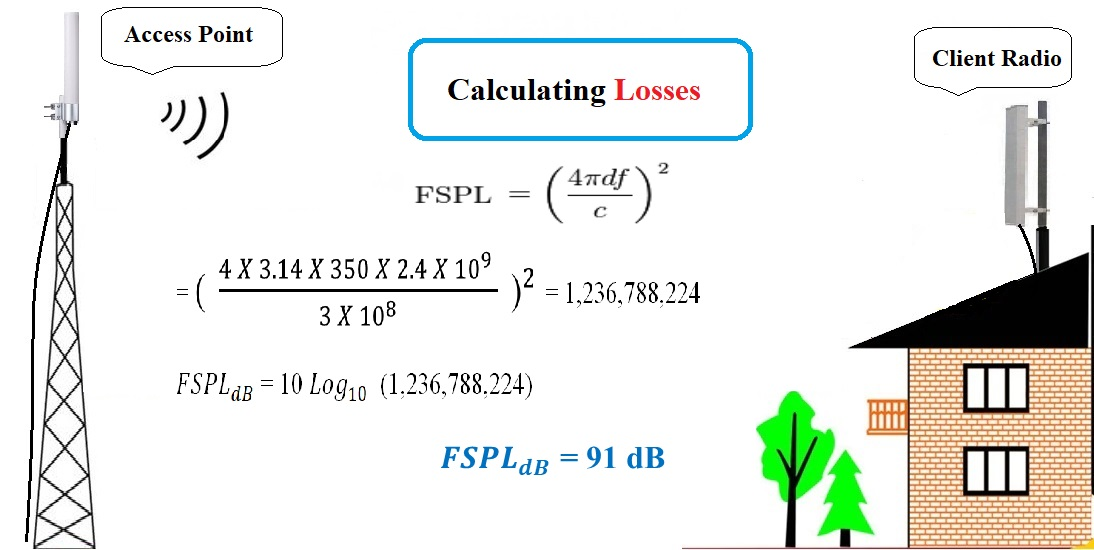 Access Point
Client Radio
Calculating Losses
FSPL = (4πdf / c)²
= ( 4 X 3.14 X 350 X 2.4 X 10⁹ / 3 X 10⁸ )² = 1,236,788,224
FSPL_dB = 10 Log₁₀ (1,236,788,224)
FSPL_dB = 91 dB